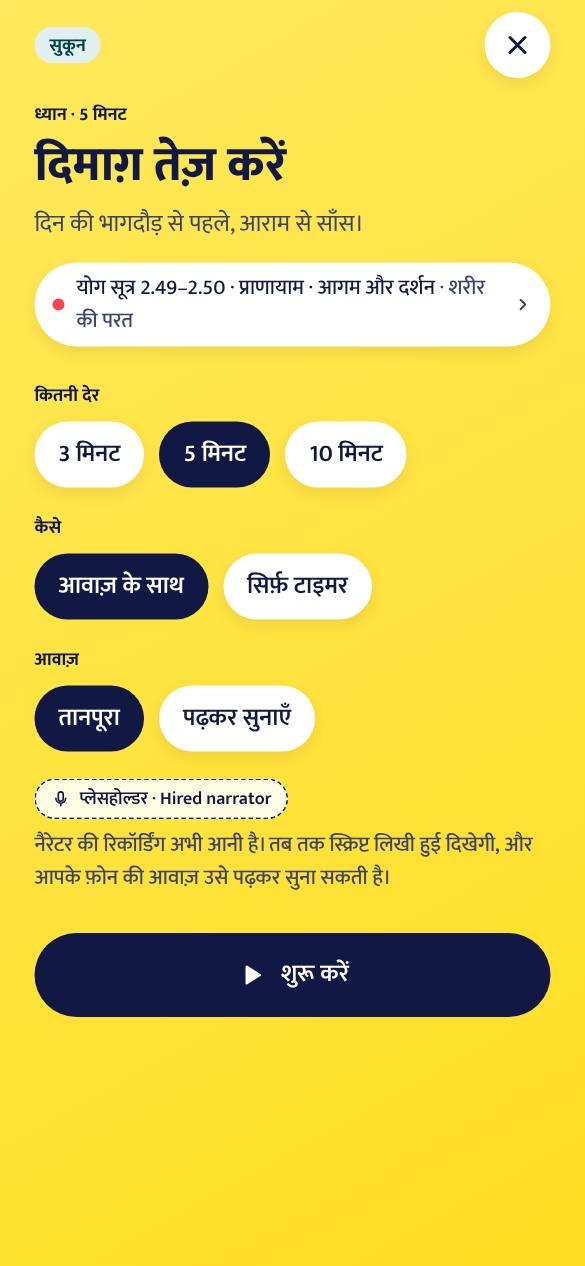 सुकून
ध्यान · 5 मिनट
दिमाग़ तेज़ करें
दिन की भागदौड़ से पहले, आराम से साँस।
योग सूत्र 2.49–2.50 · प्राणायाम · आगम और दर्शन · शरीर
की परत
कितनी देर
3 मिनट 5 मिनट 10 मिनट
कैसे
आवाज़ के साथ सिर्फ़ टाइमर
आवाज़
तानपूरा पढ़कर सुनाएँ
प्लेसहोल्डर · Hired narrator
नैरेटर की रिकॉर्डिंग अभी आनी है। तब तक स्क्रिप्ट लिखी हुई दिखेगी, और
आपके फ़ोन की आवाज़ उसे पढ़कर सुना सकती है।
शुरू करें